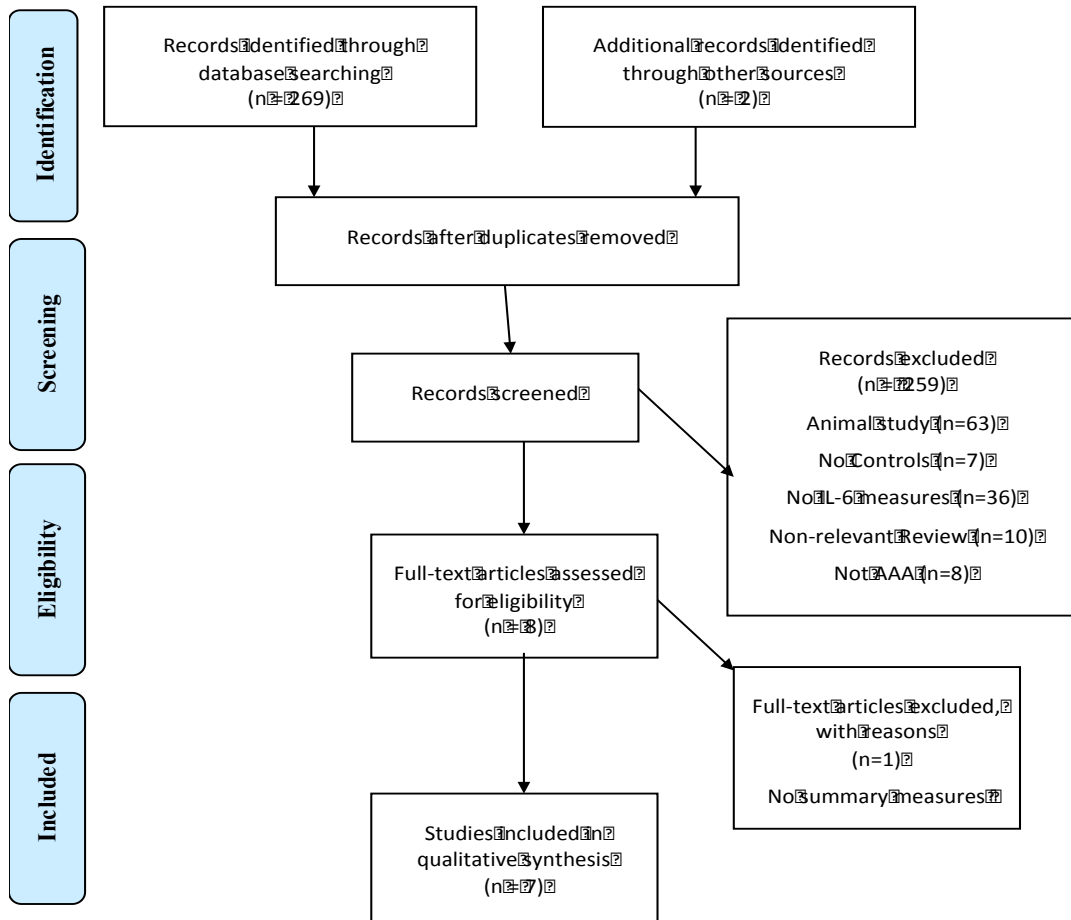 Identification
Records identified through
database searching
(n = 269)
Additional records identified
through other sources
(n = 2)
Records after duplicates removed
Screening
Records screened
Records excluded
(n = 259)
Animal study (n=63)
No Controls (n=7)
No IL-6 measures (n=36)
Non-relevant Review (n=10)
Not AAA (n=8)
Eligibility
Full-text articles assessed
for eligibility
(n = 8)
Full-text articles excluded,
with reasons
(n=1)
No summary measures
Included
Studies included in
qualitative synthesis
(n = 7)